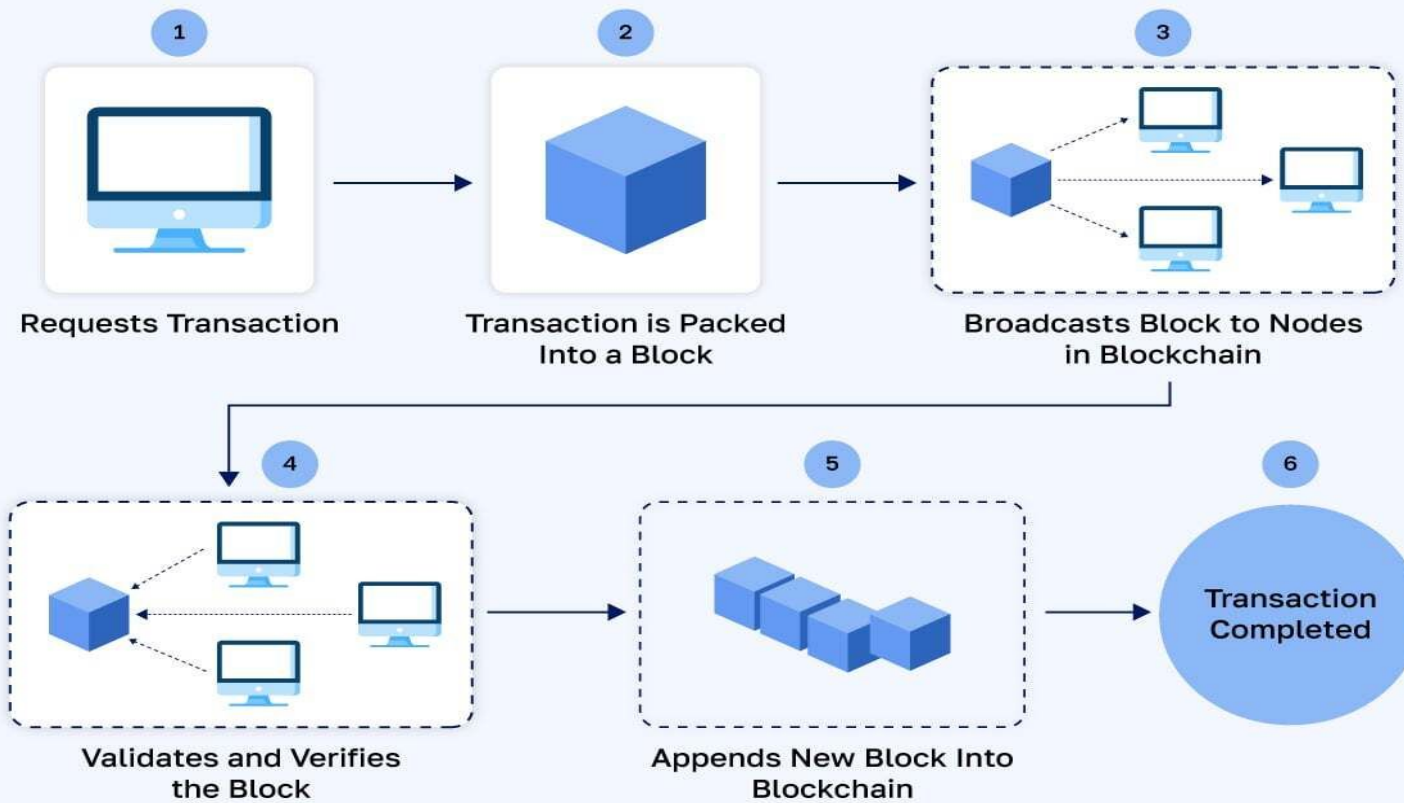 1
2
3
Requests Transaction
Transaction is Packed
Into a Block
Broadcasts Block to Nodes
in Blockchain
4
5
6
Transaction
Completed
Validates and Verifies
the Block
Appends New Block Into
Blockchain